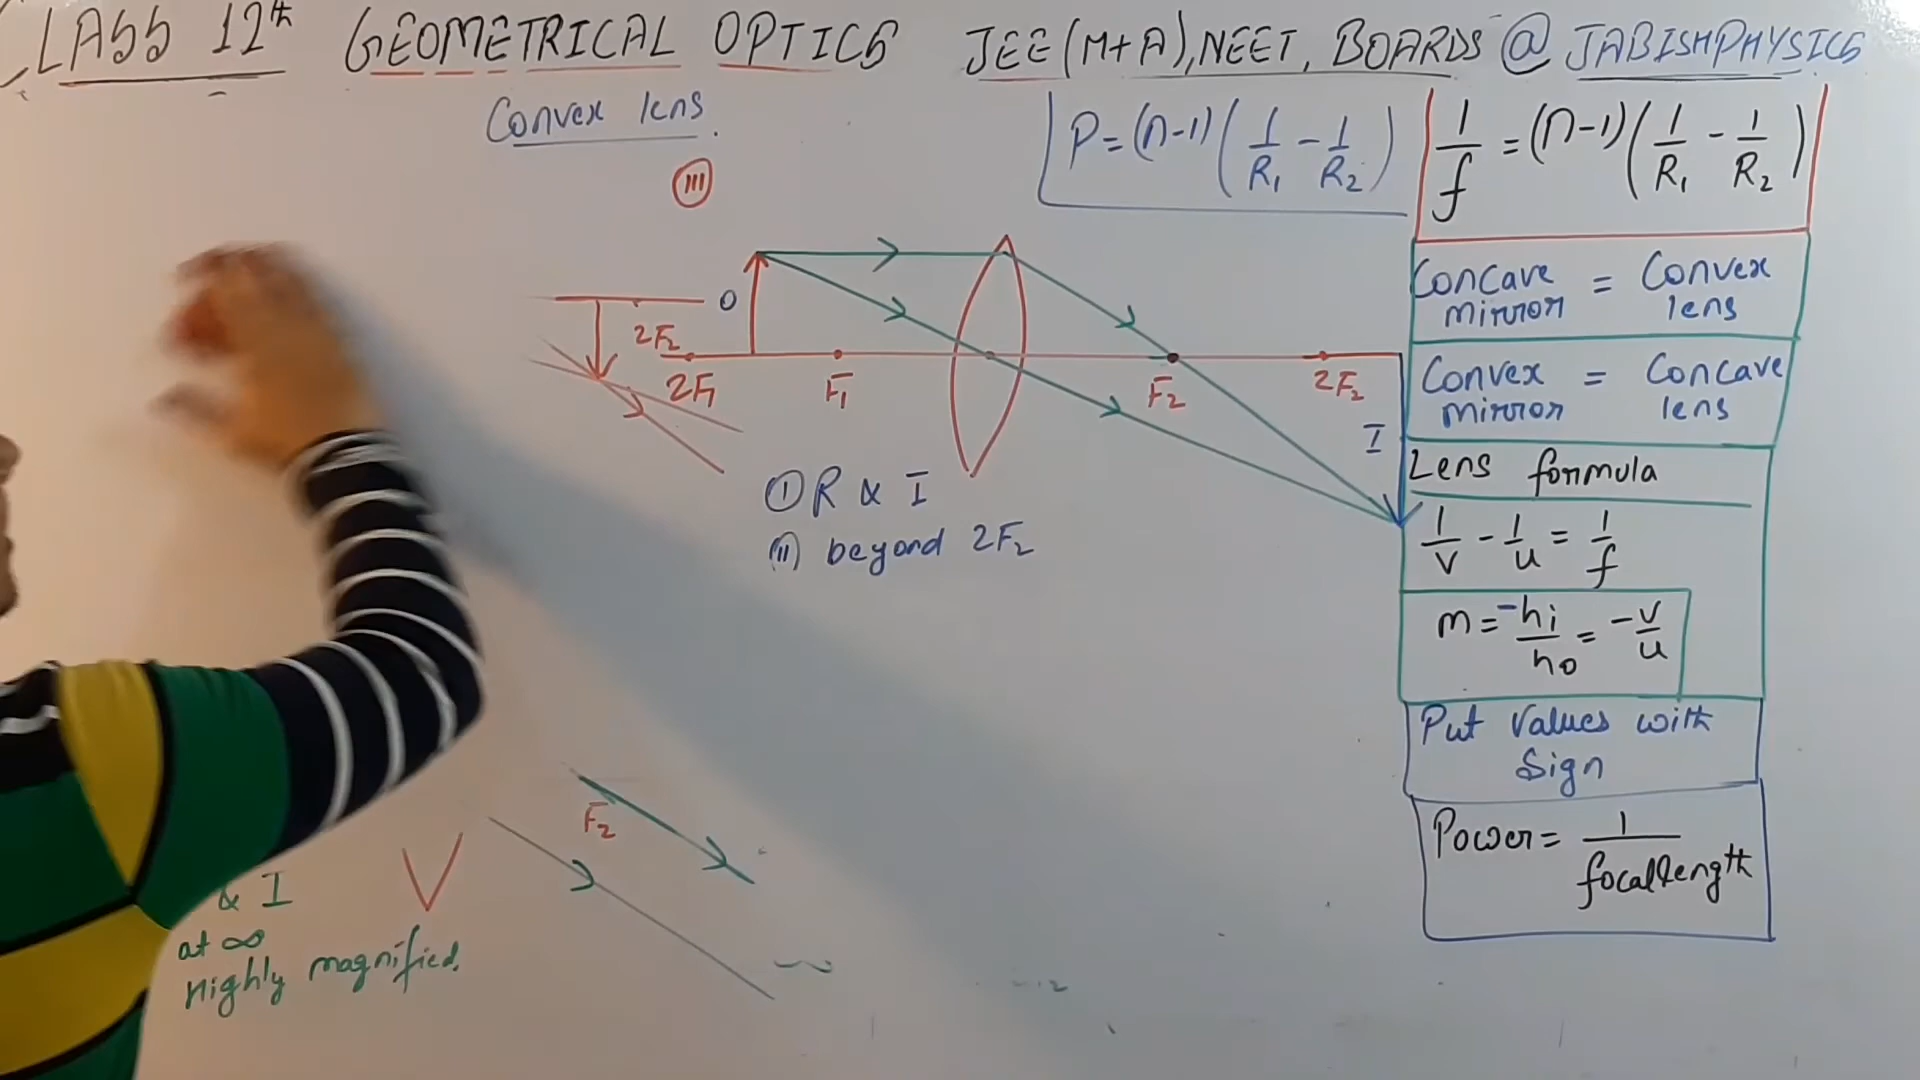 CLASS 12th GEOMETRICAL OPTICS JEE(M+A), NEET, BOARDS @ JABISHPHYSICS
Convex lens.
III
P=(n-1)(1/R1 - 1/R2)
1/f = (n-1)(1/R1 - 1/R2)
Concave mirror = Convex lens
Convex mirror = Concave lens
O
2F2
2F1 F1 F2 2F2
I
(I) R & I
(II) beyond 2F2
Lens formula
1/v - 1/u = 1/f
m = -hi/ho = -v/u
Put values with
Sign
Power = 1/focal length
F2
& I
at ∞
Highly magnified.